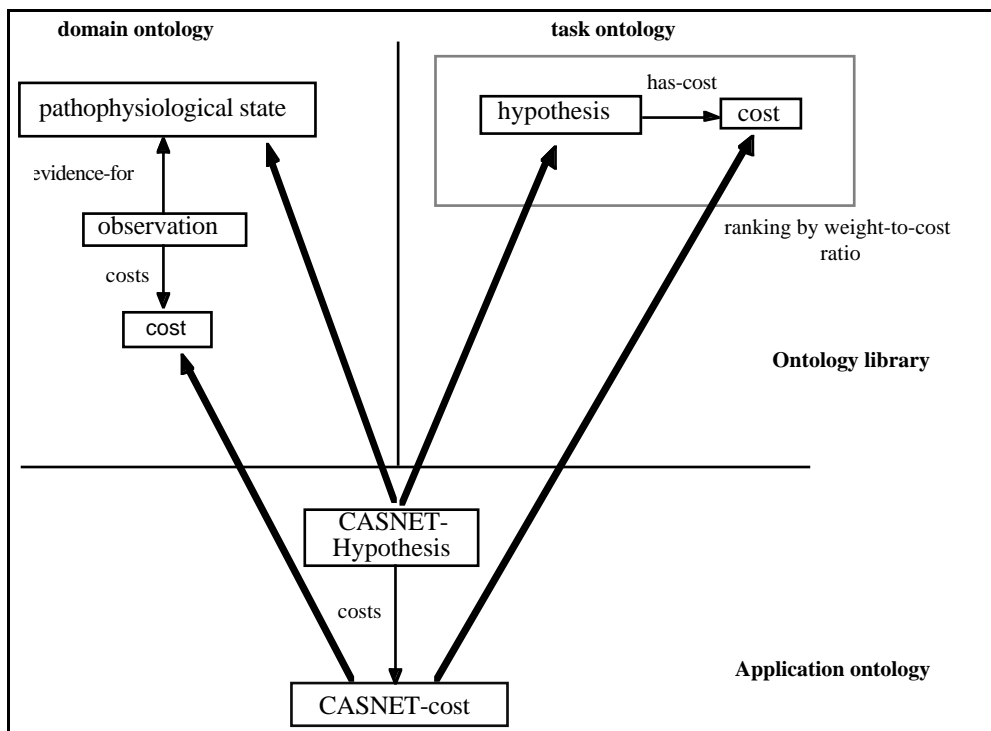 domain ontology
task ontology
pathophysiological state
has-cost
hypothesis
cost
evidence-for
observation
ranking by weight-to-cost
ratio
costs
cost
Ontology library
CASNET-
Hypothesis
costs
Application ontology
CASNET-cost